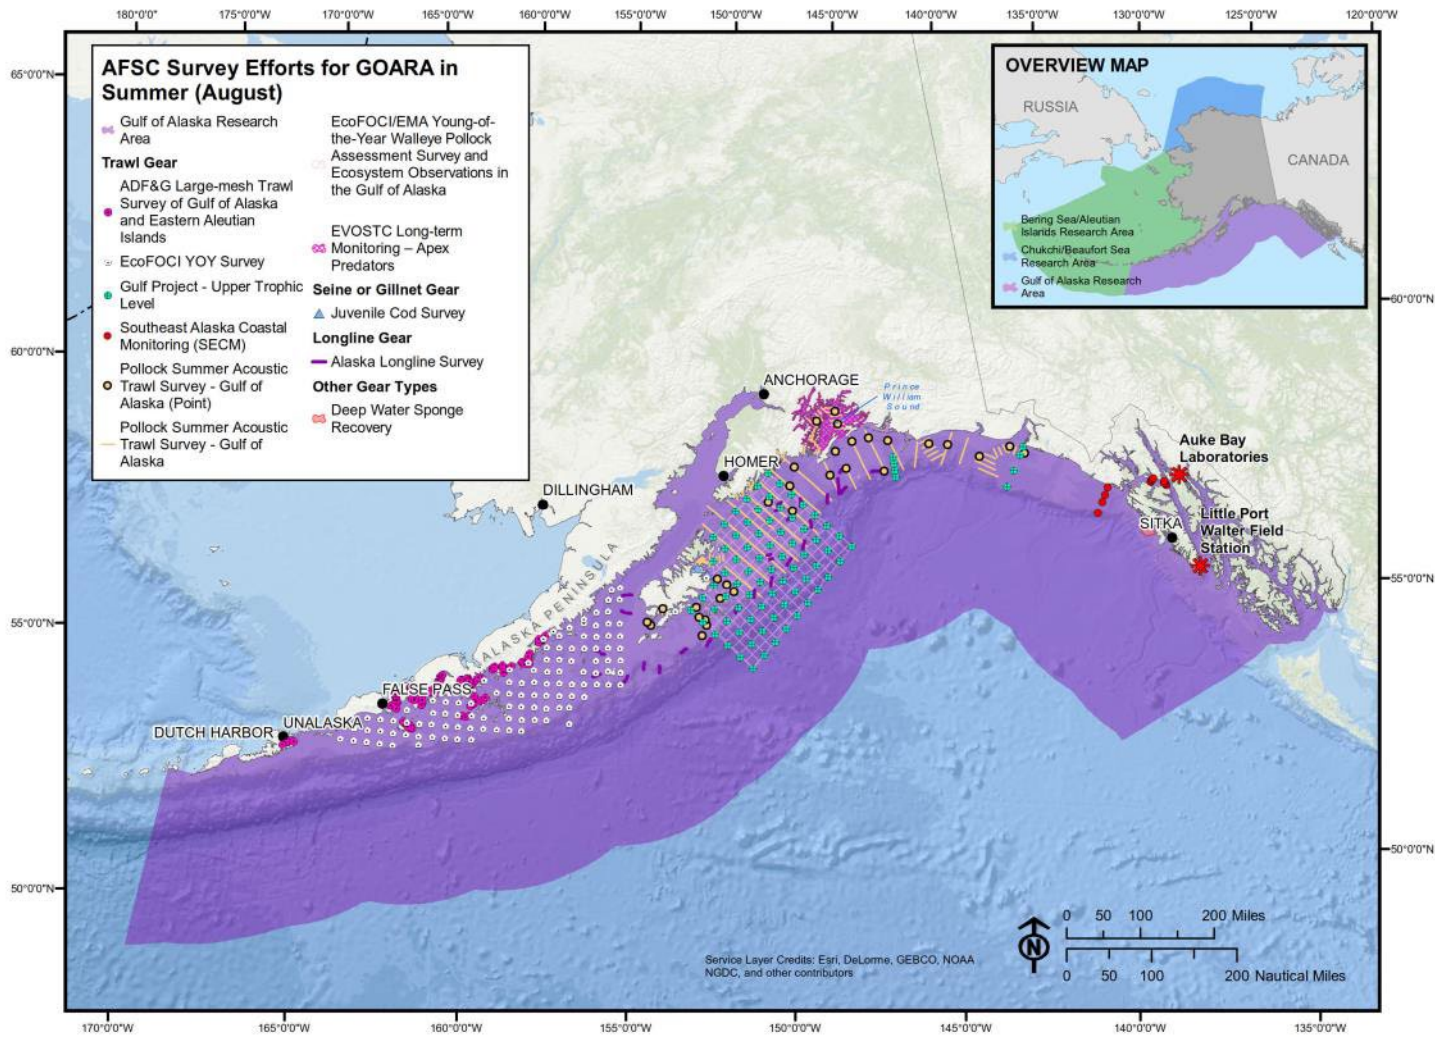 180°0'0"W
175°0'0"W
170°0'0"W
165°0'0"W
160°0'0"W
155°0'0"W
150°0'0"W
145°0'0"W
140°0'0"W
135°0'0"W
130°0'0"W
125°0'0"W
120°0'0"W
65°0'0"N
60°0'0"N
55°0'0"N
50°0'0"N
AFSC Survey Efforts for GOARA in
Summer (August)
Gulf of Alaska Research
Area
Trawl Gear
ADF&G Large-mesh Trawl
Survey of Gulf of Alaska
and Eastern Aleutian
Islands
EcoFOCI YOY Survey
Gulf Project - Upper Trophic
Level
Southeast Alaska Coastal
Monitoring (SECM)
Pollock Summer Acoustic
Trawl Survey - Gulf of
Alaska (Point)
Pollock Summer Acoustic
Trawl Survey - Gulf of
Alaska
EcoFOCI/EMA Young-of-
the-Year Walleye Pollock
Assessment Survey and
Ecosystem Observations in
the Gulf of Alaska
EVOSTC Long-term
Monitoring – Apex
Predators
Seine or Gillnet Gear
Juvenile Cod Survey
Longline Gear
Alaska Longline Survey
Other Gear Types
Deep Water Sponge
Recovery
OVERVIEW MAP
RUSSIA
CANADA
Bering Sea/Aleutian
Islands Research Area
Chukchi/Beaufort Sea
Research Area
Gulf of Alaska Research
Area
60°0'0"N
55°0'0"N
50°0'0"N
ANCHORAGE
Prince
William
Sound
HOMER
DILLINGHAM
ALASKA PENINSULA
FALSE PASS
UNALASKA
DUTCH HARBOR
Auke Bay
Laboratories
SITKA
Little Port
Walter Field
Station
Service Layer Credits: Esri, DeLorme, GEBCO, NOAA
NGDC, and other contributors
N
0 50 100 200 Miles
0 50 100 200 Nautical Miles
170°0'0"W
165°0'0"W
160°0'0"W
155°0'0"W
150°0'0"W
145°0'0"W
140°0'0"W
135°0'0"W